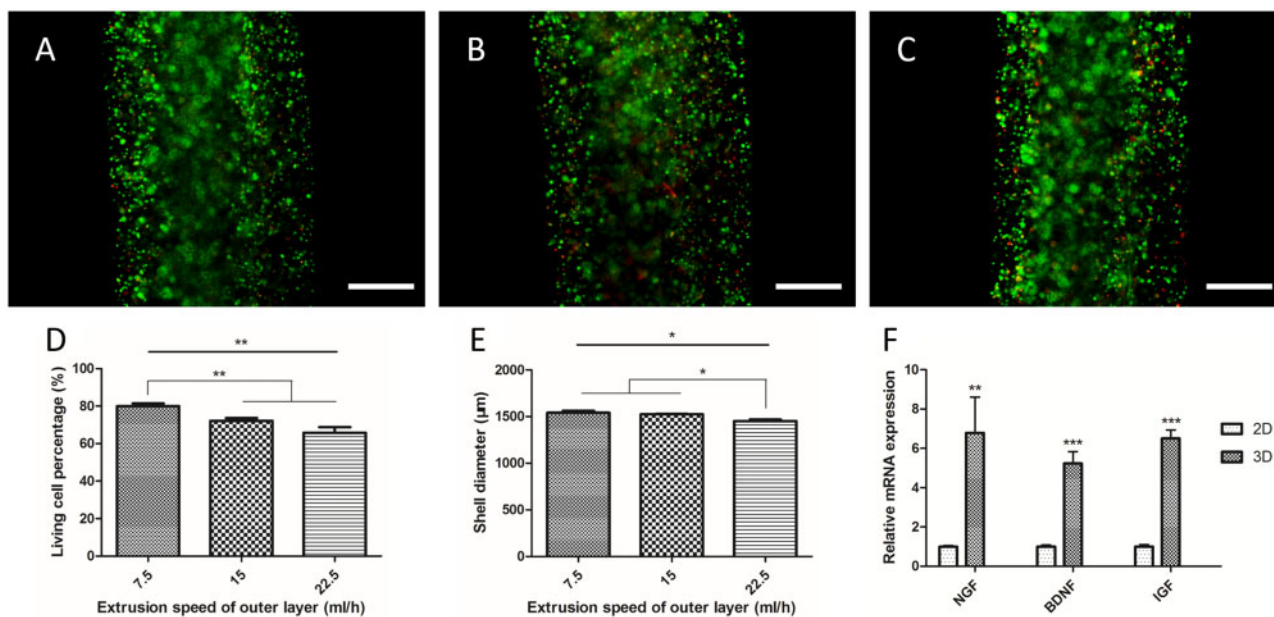 A
B
C
D
**
**
100
80
60
40
20
0
Living cell percentage (%)
7.5
15
22.5
Extrusion speed of outer layer (ml/h)
E
*
*
2000
1500
1000
500
0
Shell diameter (μm)
7.5
15
22.5
Extrusion speed of outer layer (ml/h)
F
**
***
***
10
8
6
4
2
0
Relative mRNA expression
NGF
BDNF
IGF
2D
3D